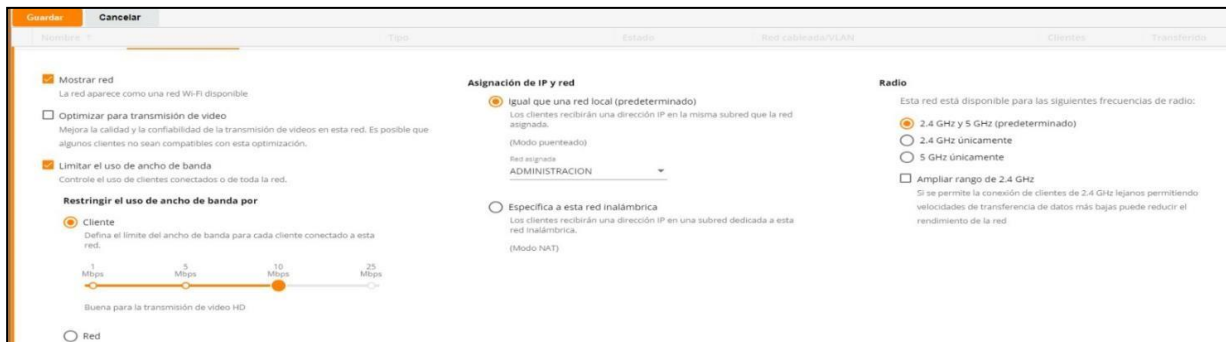 Guardar Cancelar
Nombre Tipo Estado Red cableada/VLAN Clientes Transferido
Mostrar red
La red aparece como una red Wi-Fi disponible
Optimizar para transmisión de video
Mejora la calidad y la confiabilidad de la transmisión de videos en esta red. Es posible que
algunos clientes no sean compatibles con esta optimización.
Limitar el uso de ancho de banda
Controle el uso de clientes conectados o de toda la red.
Restringir el uso de ancho de banda por
Cliente
Defina el límite del ancho de banda para cada cliente conectado a esta
red.
1 5 10 25
Mbps Mbps Mbps Mbps
Buena para la transmisión de video HD
Red
Asignación de IP y red
Igual que una red local (predeterminado)
Los clientes recibirán una dirección IP en la misma subred que la red
asignada.
(Modo puenteado)
Red asignada
ADMINISTRACION
Específica a esta red inalámbrica
Los clientes recibirán una dirección IP en una subred dedicada a esta
red inalámbrica.
(Modo NAT)
Radio
Esta red está disponible para las siguientes frecuencias de radio:
2.4 GHz y 5 GHz (predeterminado)
2.4 GHz únicamente
5 GHz únicamente
Ampliar rango de 2.4 GHz
Si se permite la conexión de clientes de 2.4 GHz lejanos permitiendo
velocidades de transferencia de datos más bajas puede reducir el
rendimiento de la red